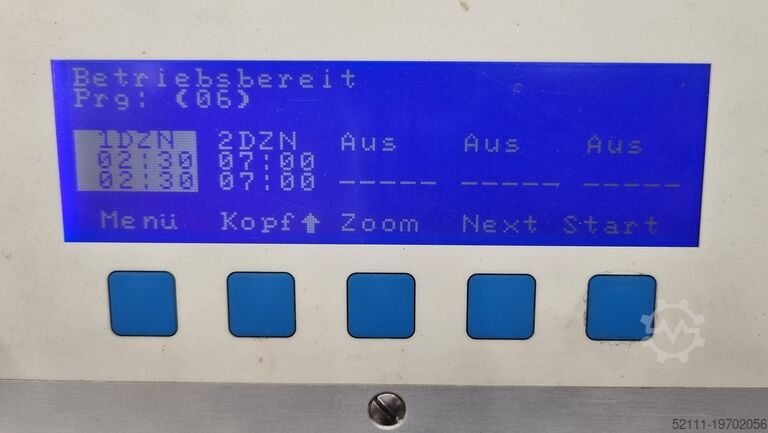 Betriebsbereit
Prg: (06)
1DZN 2DZN Aus Aus Aus
02:30 07:00
02:30 07:00 ----- ----- -----
Menü Kopf↑ Zoom Next Start
52111-19702056